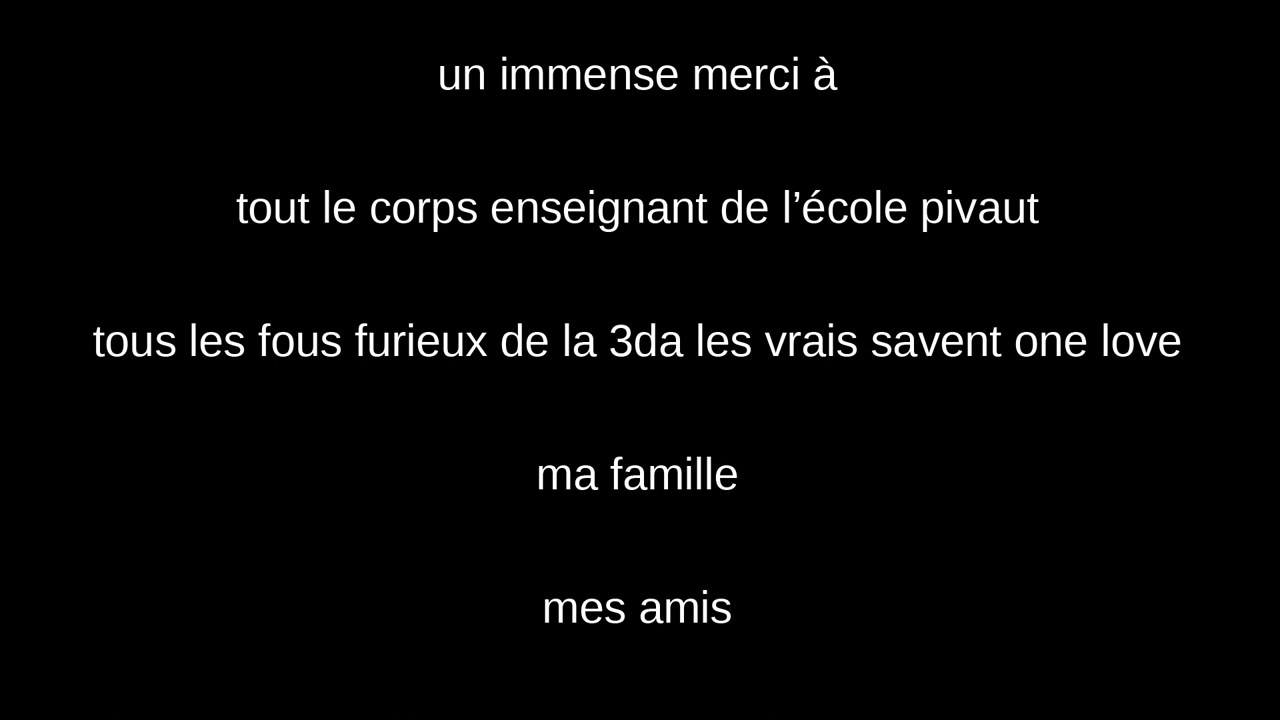 un immense merci à
tout le corps enseignant de l’école pivaut
tous les fous furieux de la 3da les vrais savent one love
ma famille
mes amis